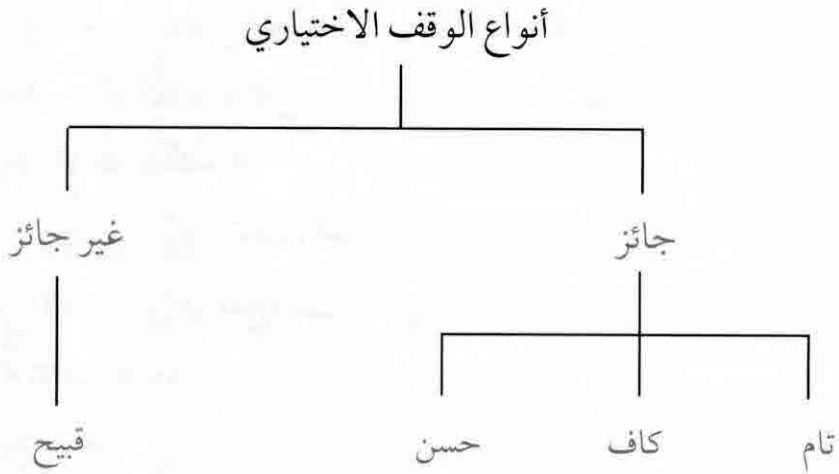 أنواع الوقف الاختياري
جائز غير جائز
تام كاف حسن قبيح